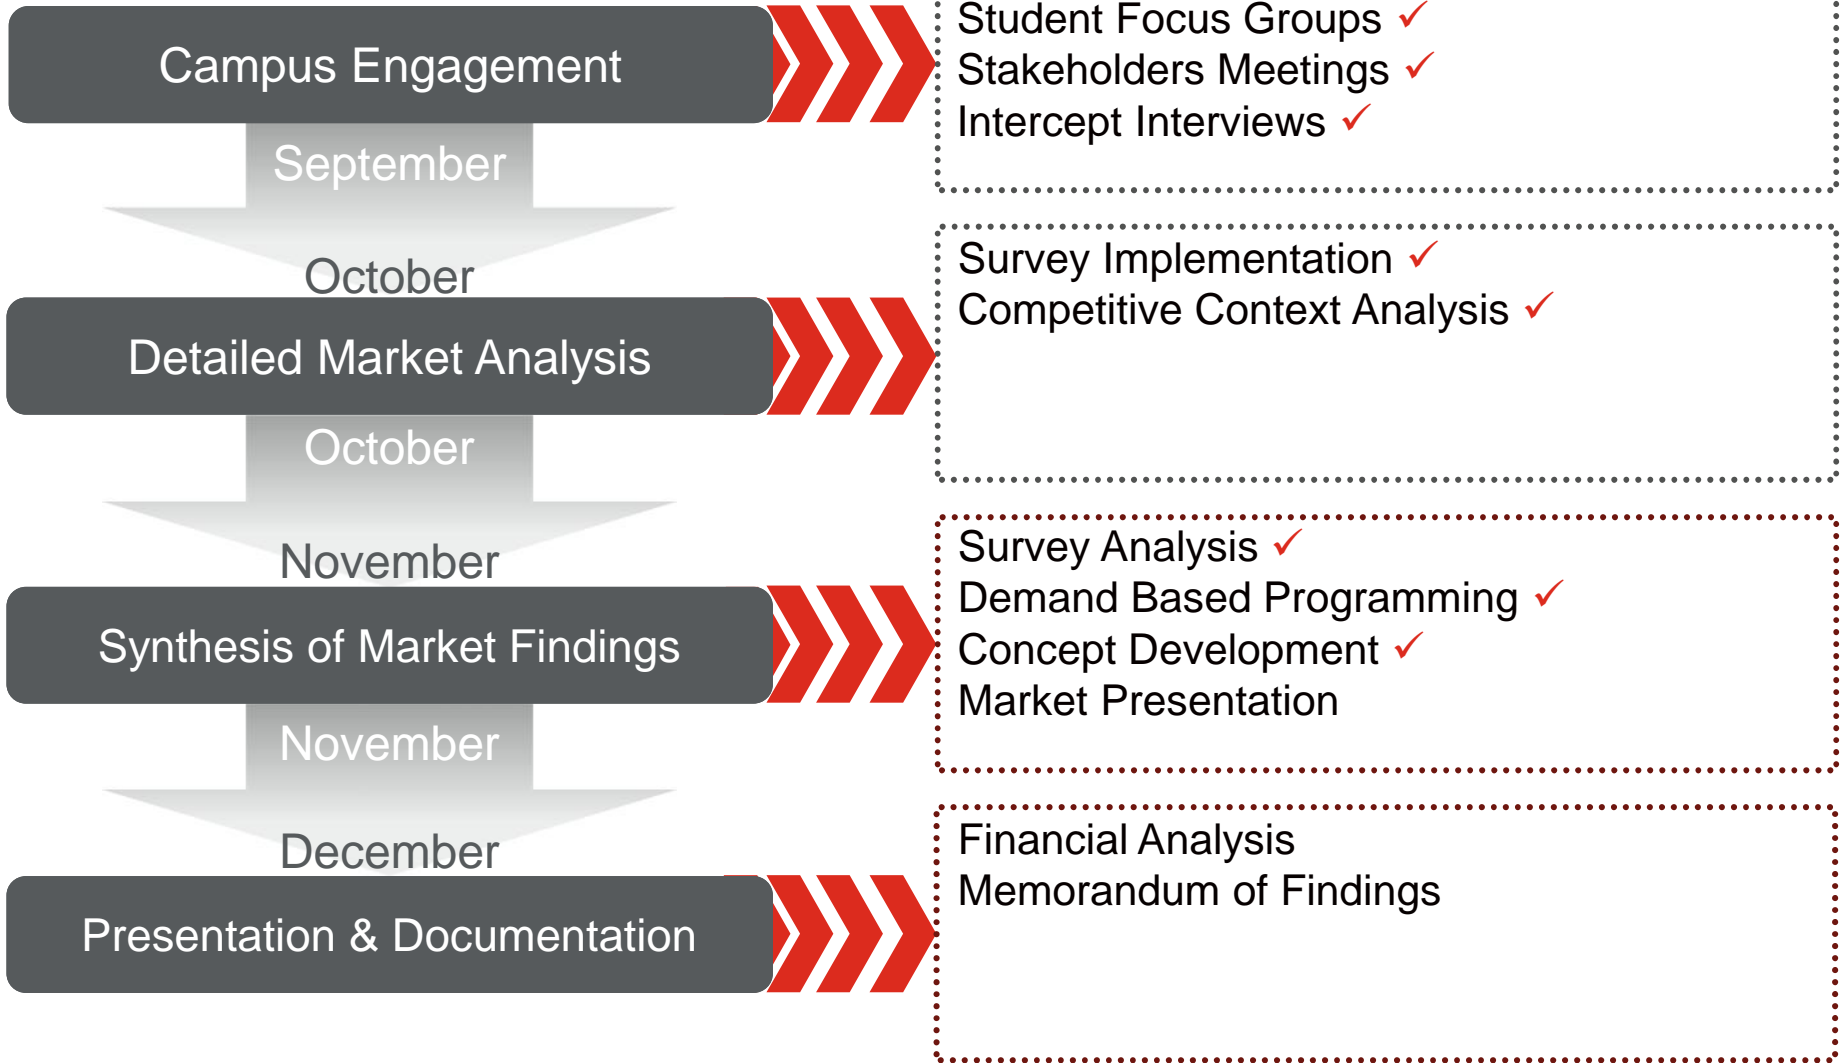 Campus Engagement
Student Focus Groups ✓
Stakeholders Meetings ✓
Intercept Interviews ✓
September
October
Detailed Market Analysis
Survey Implementation ✓
Competitive Context Analysis ✓
October
November
Synthesis of Market Findings
Survey Analysis ✓
Demand Based Programming ✓
Concept Development ✓
Market Presentation
November
December
Presentation & Documentation
Financial Analysis
Memorandum of Findings